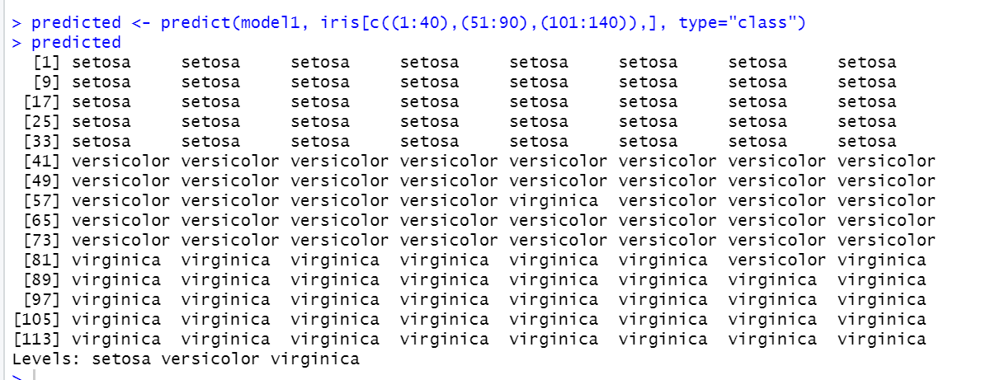 > predicted <- predict(model1, iris[c((1:40),(51:90),(101:140)),], type="class")
> predicted
  [1] setosa     setosa     setosa     setosa     setosa     setosa     setosa     setosa
  [9] setosa     setosa     setosa     setosa     setosa     setosa     setosa     setosa
 [17] setosa     setosa     setosa     setosa     setosa     setosa     setosa     setosa
 [25] setosa     setosa     setosa     setosa     setosa     setosa     setosa     setosa
 [33] setosa     setosa     setosa     setosa     setosa     setosa     setosa     setosa
 [41] versicolor versicolor versicolor versicolor versicolor versicolor versicolor versicolor
 [49] versicolor versicolor versicolor versicolor versicolor versicolor versicolor versicolor
 [57] versicolor versicolor versicolor versicolor virginica  versicolor versicolor versicolor
 [65] versicolor versicolor versicolor versicolor versicolor versicolor versicolor versicolor
 [73] versicolor versicolor versicolor versicolor versicolor versicolor versicolor versicolor
 [81] virginica  virginica  virginica  virginica  virginica  virginica  versicolor virginica
 [89] virginica  virginica  virginica  virginica  virginica  virginica  virginica  virginica
 [97] virginica  virginica  virginica  virginica  virginica  virginica  virginica  virginica
[105] virginica  virginica  virginica  virginica  virginica  virginica  virginica  virginica
[113] virginica  virginica  virginica  virginica  virginica  virginica  virginica  virginica
Levels: setosa versicolor virginica
>